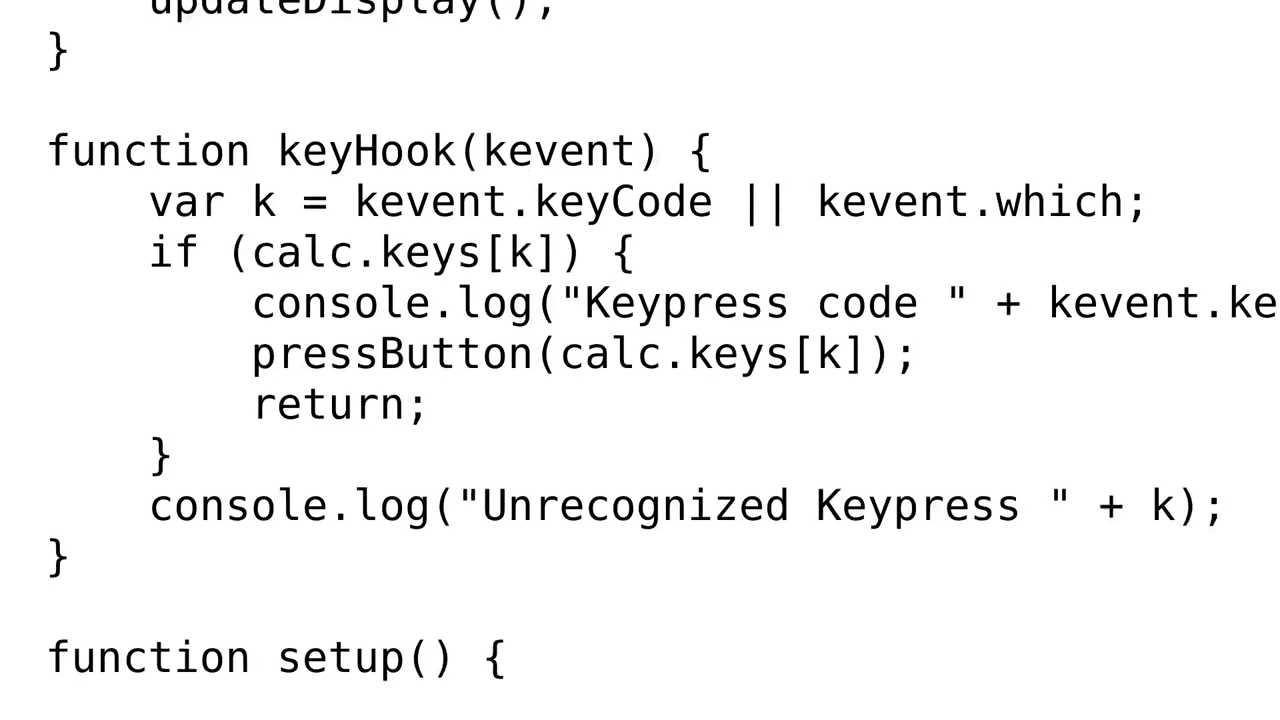 updateDisplay();
}
function keyHook(kevent) {
var k = kevent.keyCode || kevent.which;
if (calc.keys[k]) {
console.log("Keypress code " + kevent.ke
pressButton(calc.keys[k]);
return;
}
console.log("Unrecognized Keypress " + k);
}
function setup() {